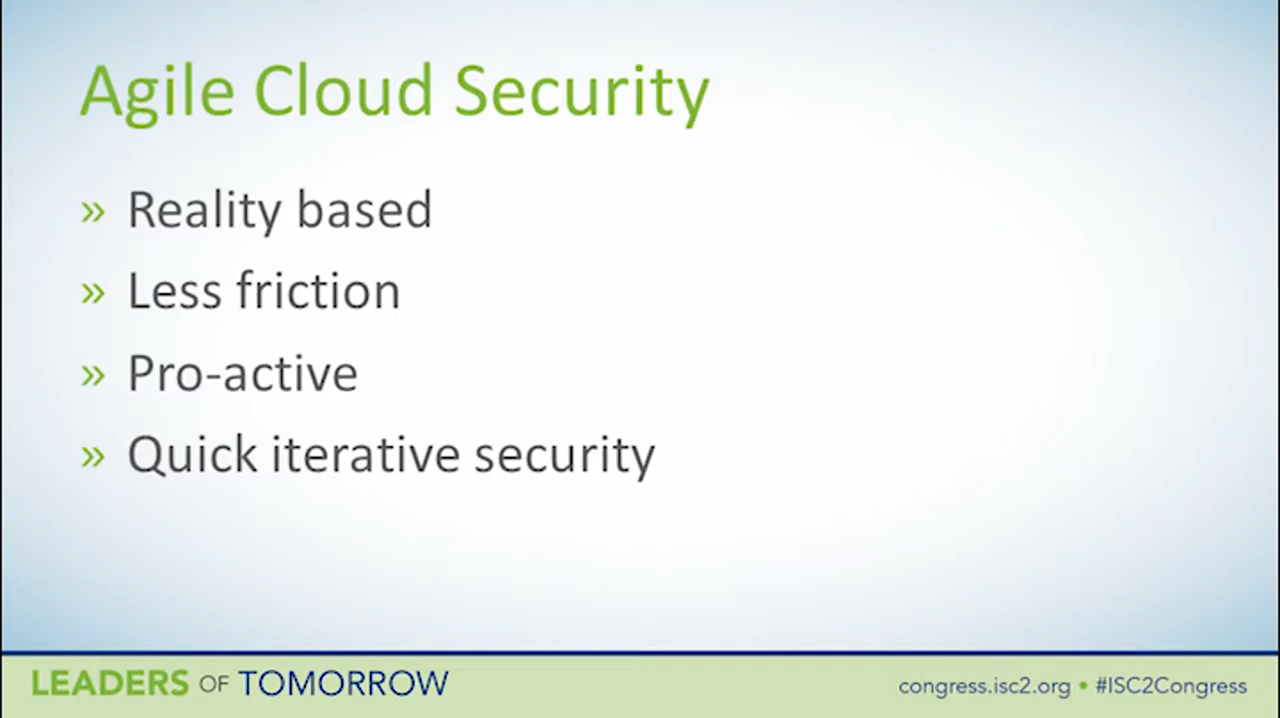 Agile Cloud Security
» Reality based
» Less friction
» Pro-active
» Quick iterative security
LEADERS OF TOMORROW
congress.isc2.org • #ISC2Congress